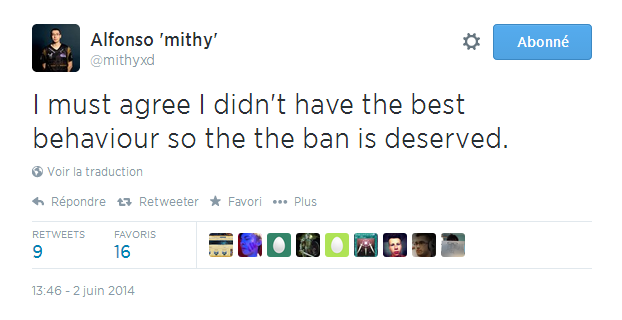 Alfonso 'mithy'
@mithyxd
Abonné
I must agree I didn't have the best
behaviour so the the ban is deserved.
Voir la traduction
Répondre Retweeter Favori Plus
RETWEETS FAVORIS
9 16
13:46 - 2 juin 2014